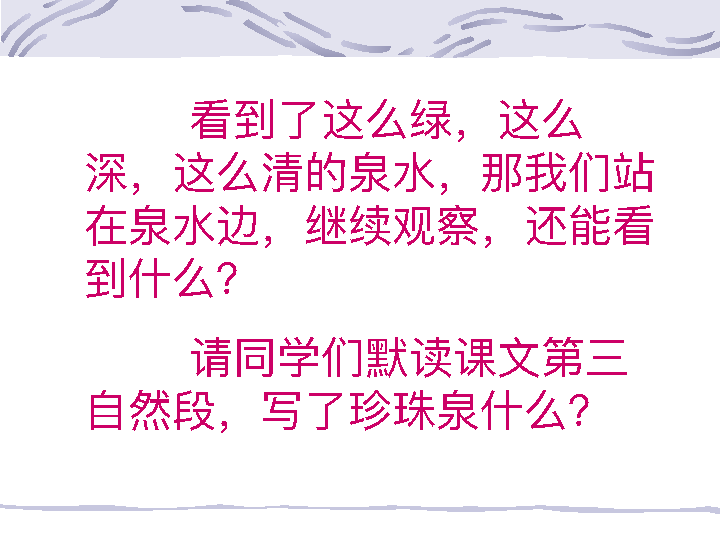 看到了这么绿，这么
深，这么清的泉水，那我们站
在泉水边，继续观察，还能看
到什么？
请同学们默读课文第三
自然段，写了珍珠泉什么？